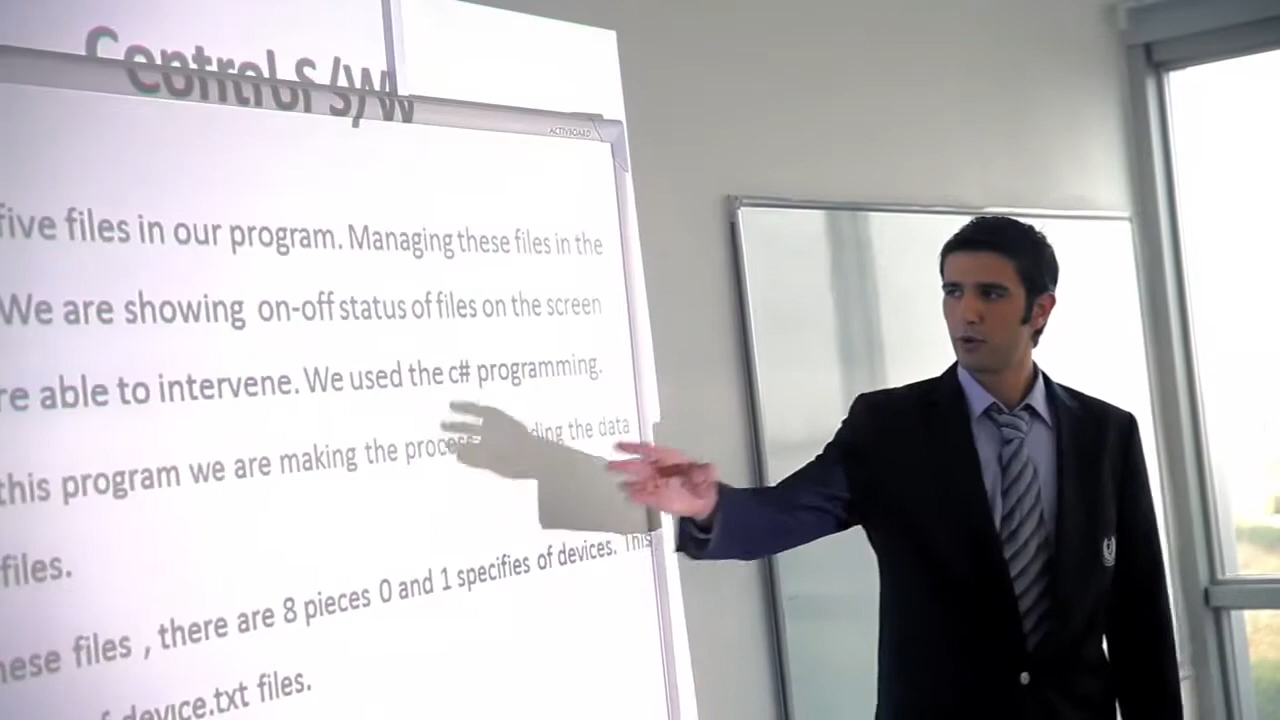 Control S/W
ACTIVBOARD
five files in our program. Managing these files in the
We are showing on-off status of files on the screen
re able to intervene. We used the c# programming.
this program we are making the process the data
files.
hese files , there are 8 pieces 0 and 1 specifies of devices. This
device.txt files.